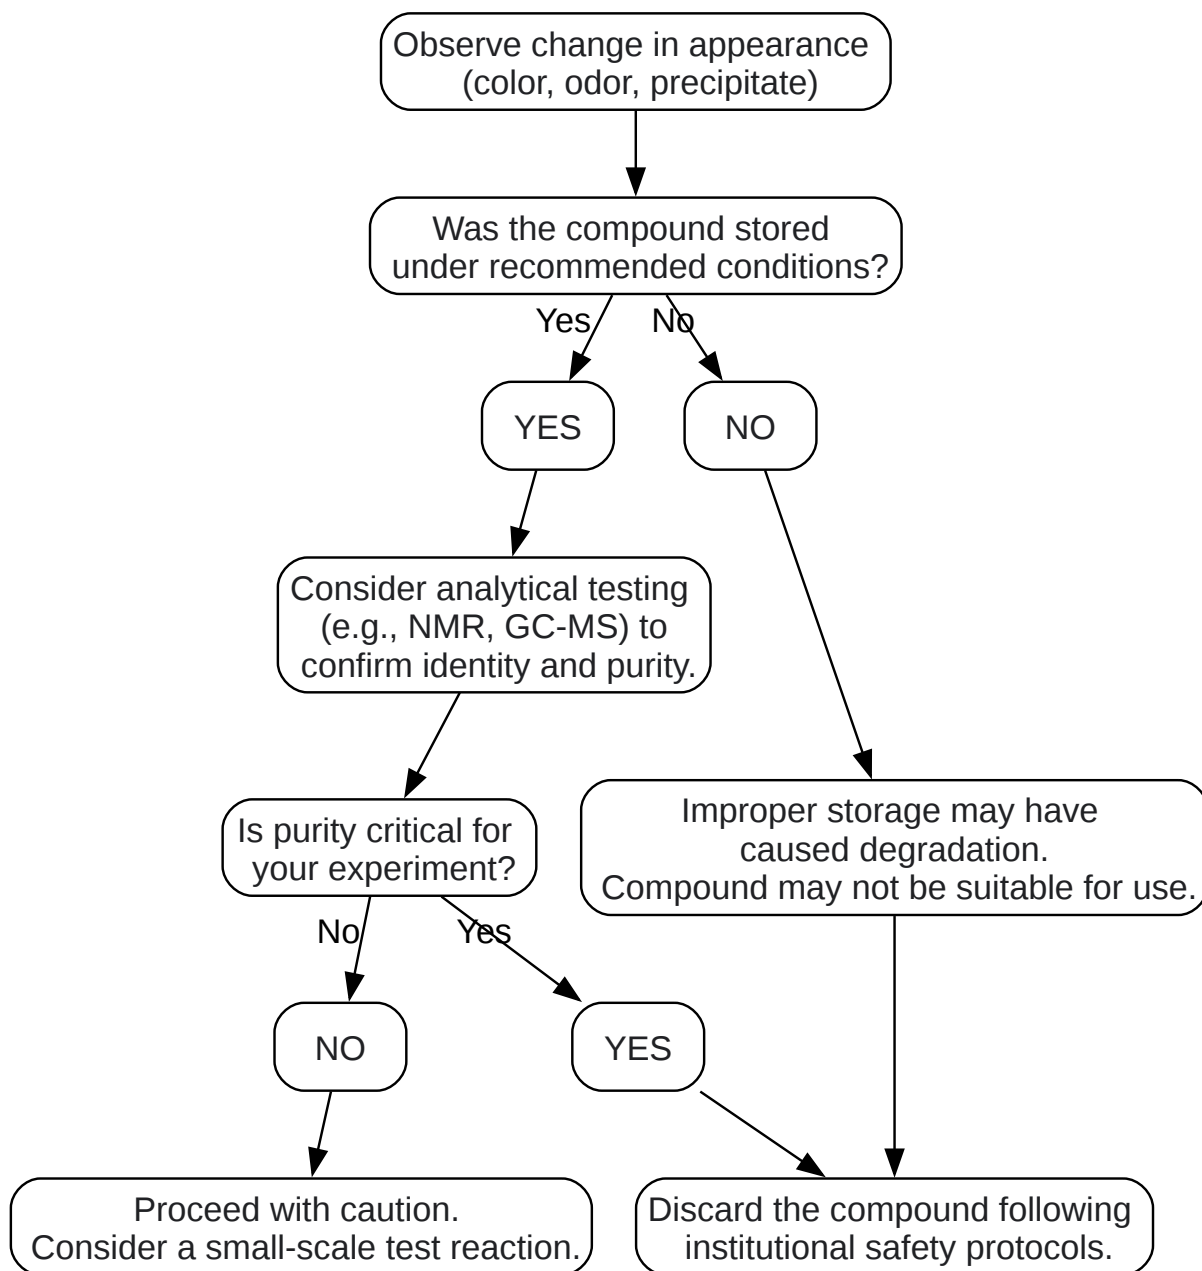 Observe change in appearance
(color, odor, precipitate)
Was the compound stored
under recommended conditions?
Yes
No
YES
NO
Consider analytical testing
(e.g., NMR, GC-MS) to
confirm identity and purity.
Is purity critical for
your experiment?
Improper storage may have
caused degradation.
Compound may not be suitable for use.
No
Yes
NO
YES
Proceed with caution.
Consider a small-scale test reaction.
Discard the compound following
institutional safety protocols.